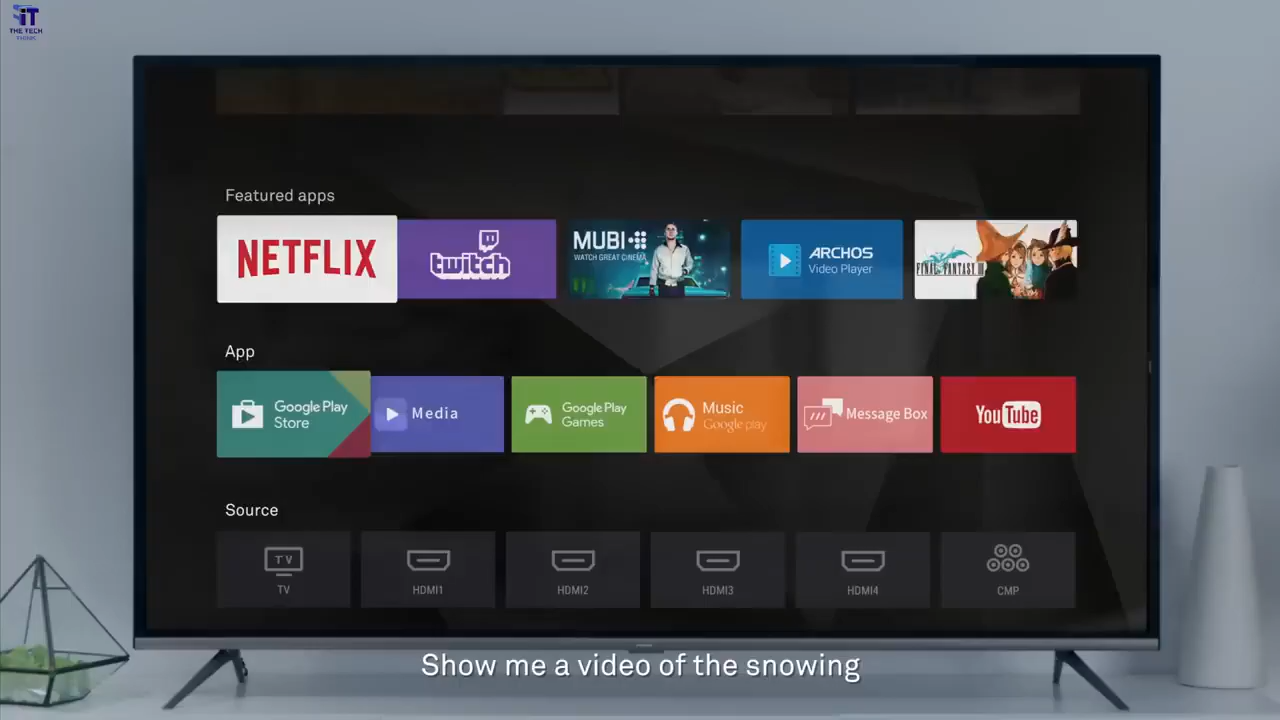 iT
THE TECH
THINK
Featured apps
NETFLIX
twitch
MUBI
WATCH GREAT CINEMA
ARCHOS
Video Player
FINAL FANTASY III
App
Google Play
Store
Media
Google Play
Games
Music
Google play
Message Box
YouTube
Source
TV
TV
HDMI1
HDMI2
HDMI3
HDMI4
CMP
Show me a video of the snowing